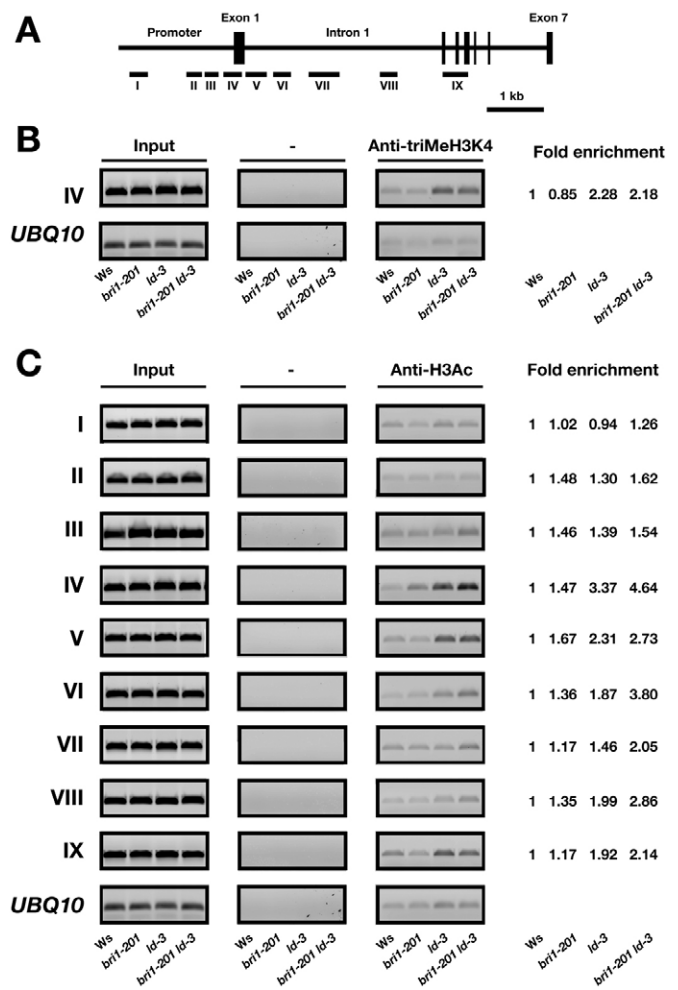 A
Promoter Exon 1 Intron 1 Exon 7
I II III IV V VI VII VIII IX
1 kb
B
Input - Anti-triMeH3K4 Fold enrichment
IV 1 0.85 2.28 2.18
UBQ10
Ws bri1-201 ld-3 bri1-201 ld-3 Ws bri1-201 ld-3 bri1-201 ld-3 Ws bri1-201 ld-3 bri1-201 ld-3 Ws bri1-201 ld-3 bri1-201 ld-3
C
Input - Anti-H3Ac Fold enrichment
I 1 1.02 0.94 1.26
II 1 1.48 1.30 1.62
III 1 1.46 1.39 1.54
IV 1 1.47 3.37 4.64
V 1 1.67 2.31 2.73
VI 1 1.36 1.87 3.80
VII 1 1.17 1.46 2.05
VIII 1 1.35 1.99 2.86
IX 1 1.17 1.92 2.14
UBQ10
Ws bri1-201 ld-3 bri1-201 ld-3 Ws bri1-201 ld-3 bri1-201 ld-3 Ws bri1-201 ld-3 bri1-201 ld-3 Ws bri1-201 ld-3 bri1-201 ld-3